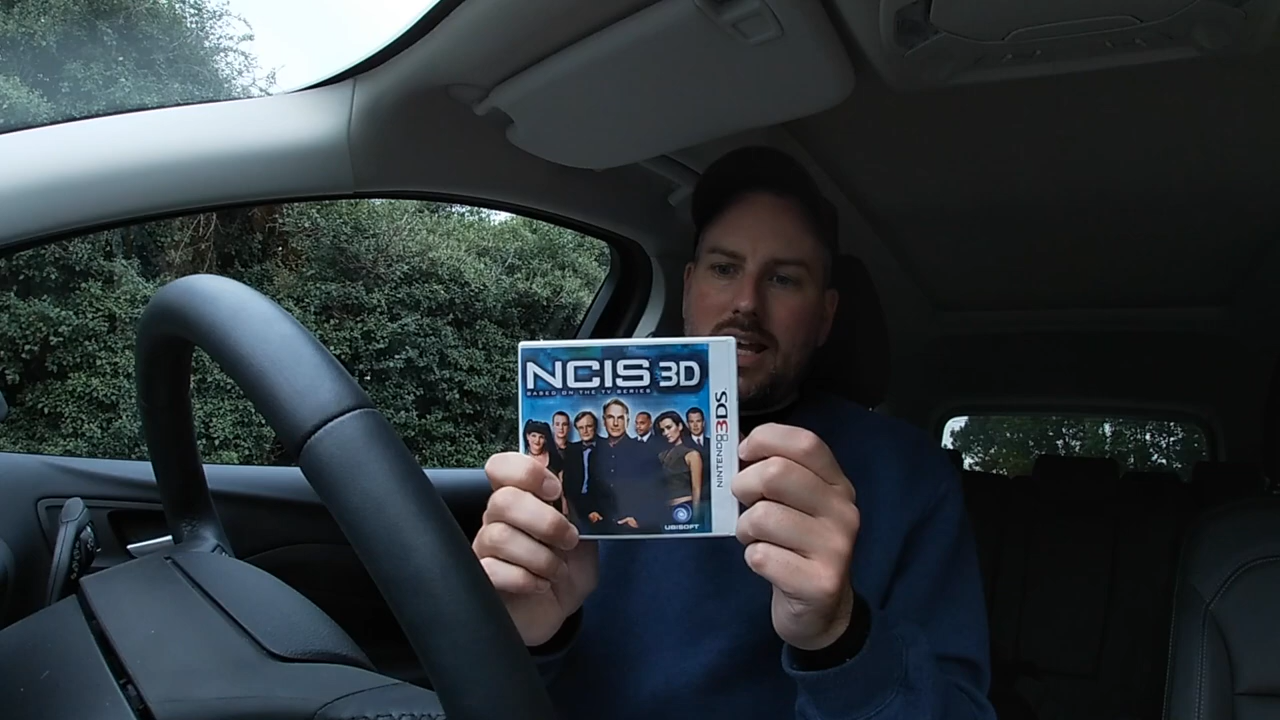 NCIS 3D
BASED ON THE TV SERIES
NINTENDO 3DS
UBISOFT